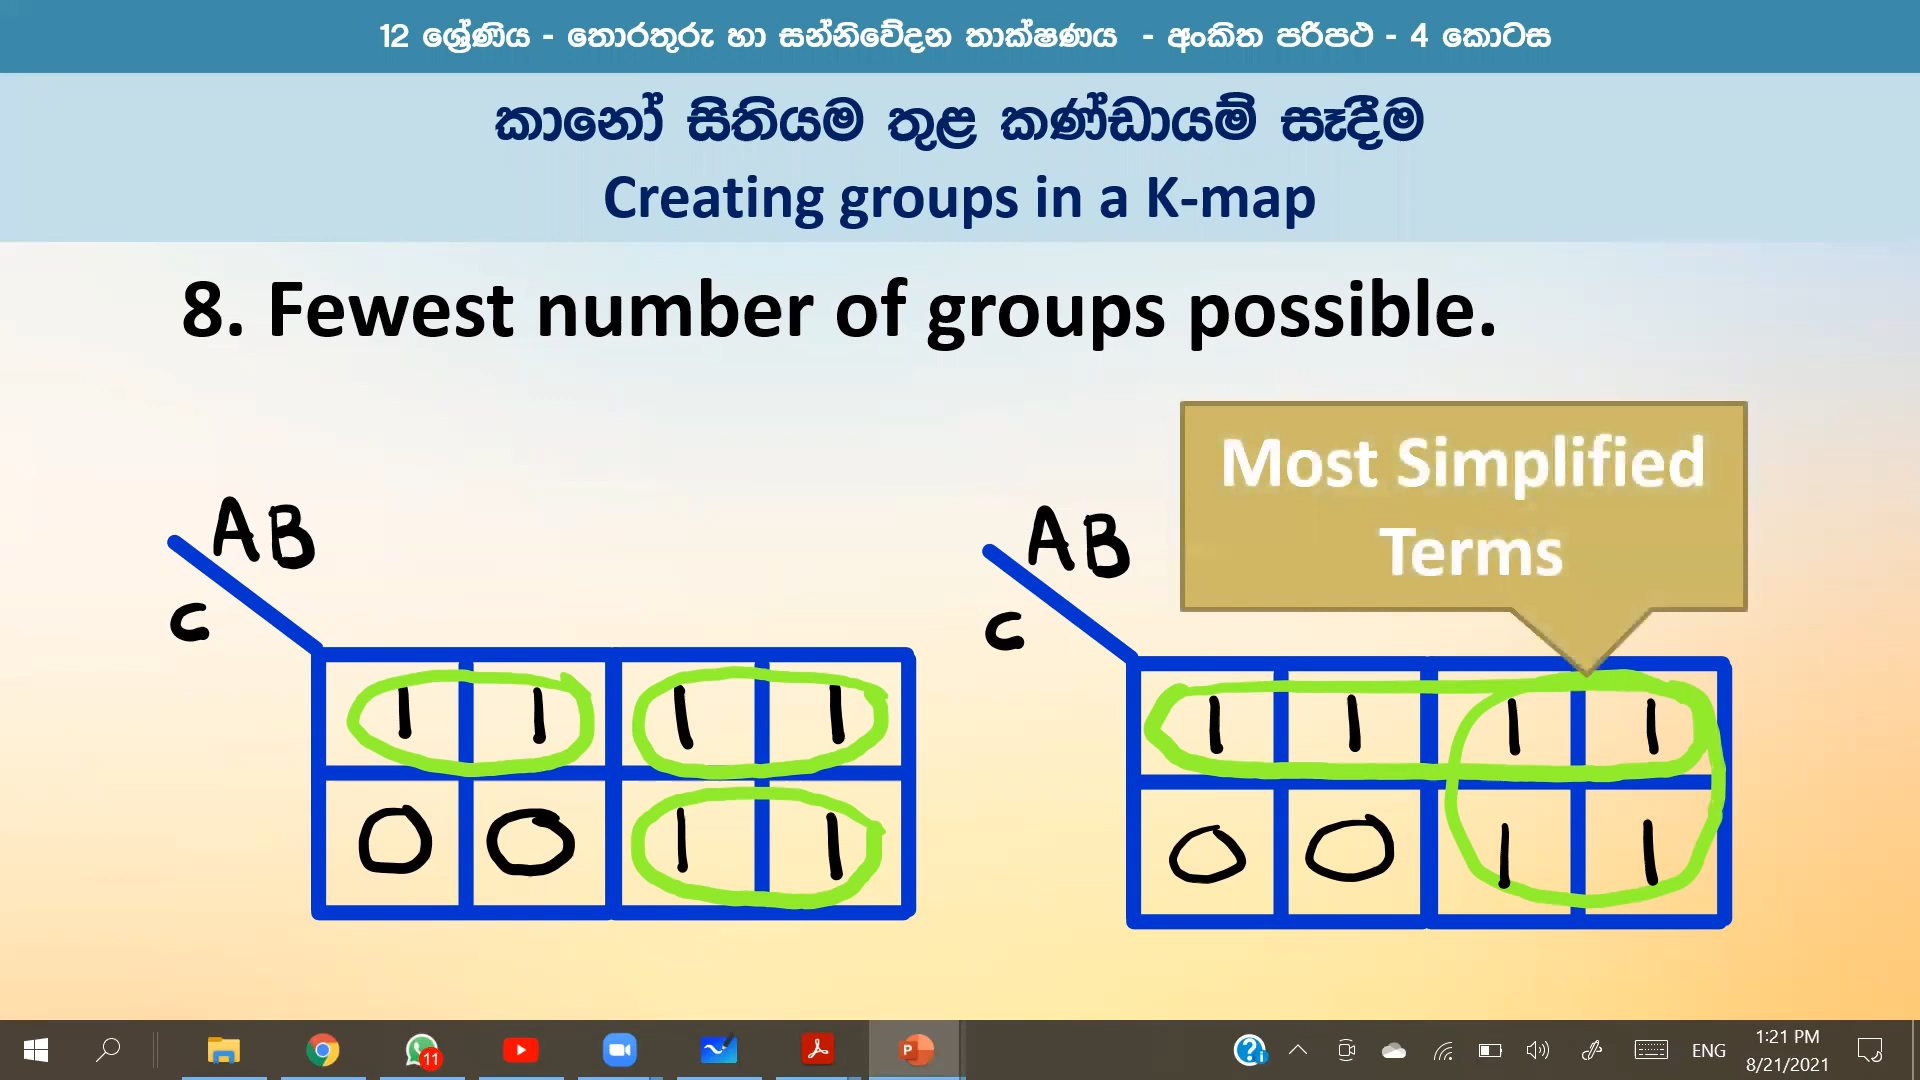 12 ශ්‍රේණිය - තොරතුරු හා සන්නිවේදන තාක්ෂණය - අංකිත පරිපථ - 4 කොටස
කානෝ සිතියම තුළ කණ්ඩායම් සෑදීම
Creating groups in a K-map
8. Fewest number of groups possible.
Most Simplified
Terms
AB
C
1 1 1 1
0 0 1 1
AB
C
1 1 1 1
0 0 1 1
11
P
ENG
1:21 PM
8/21/2021